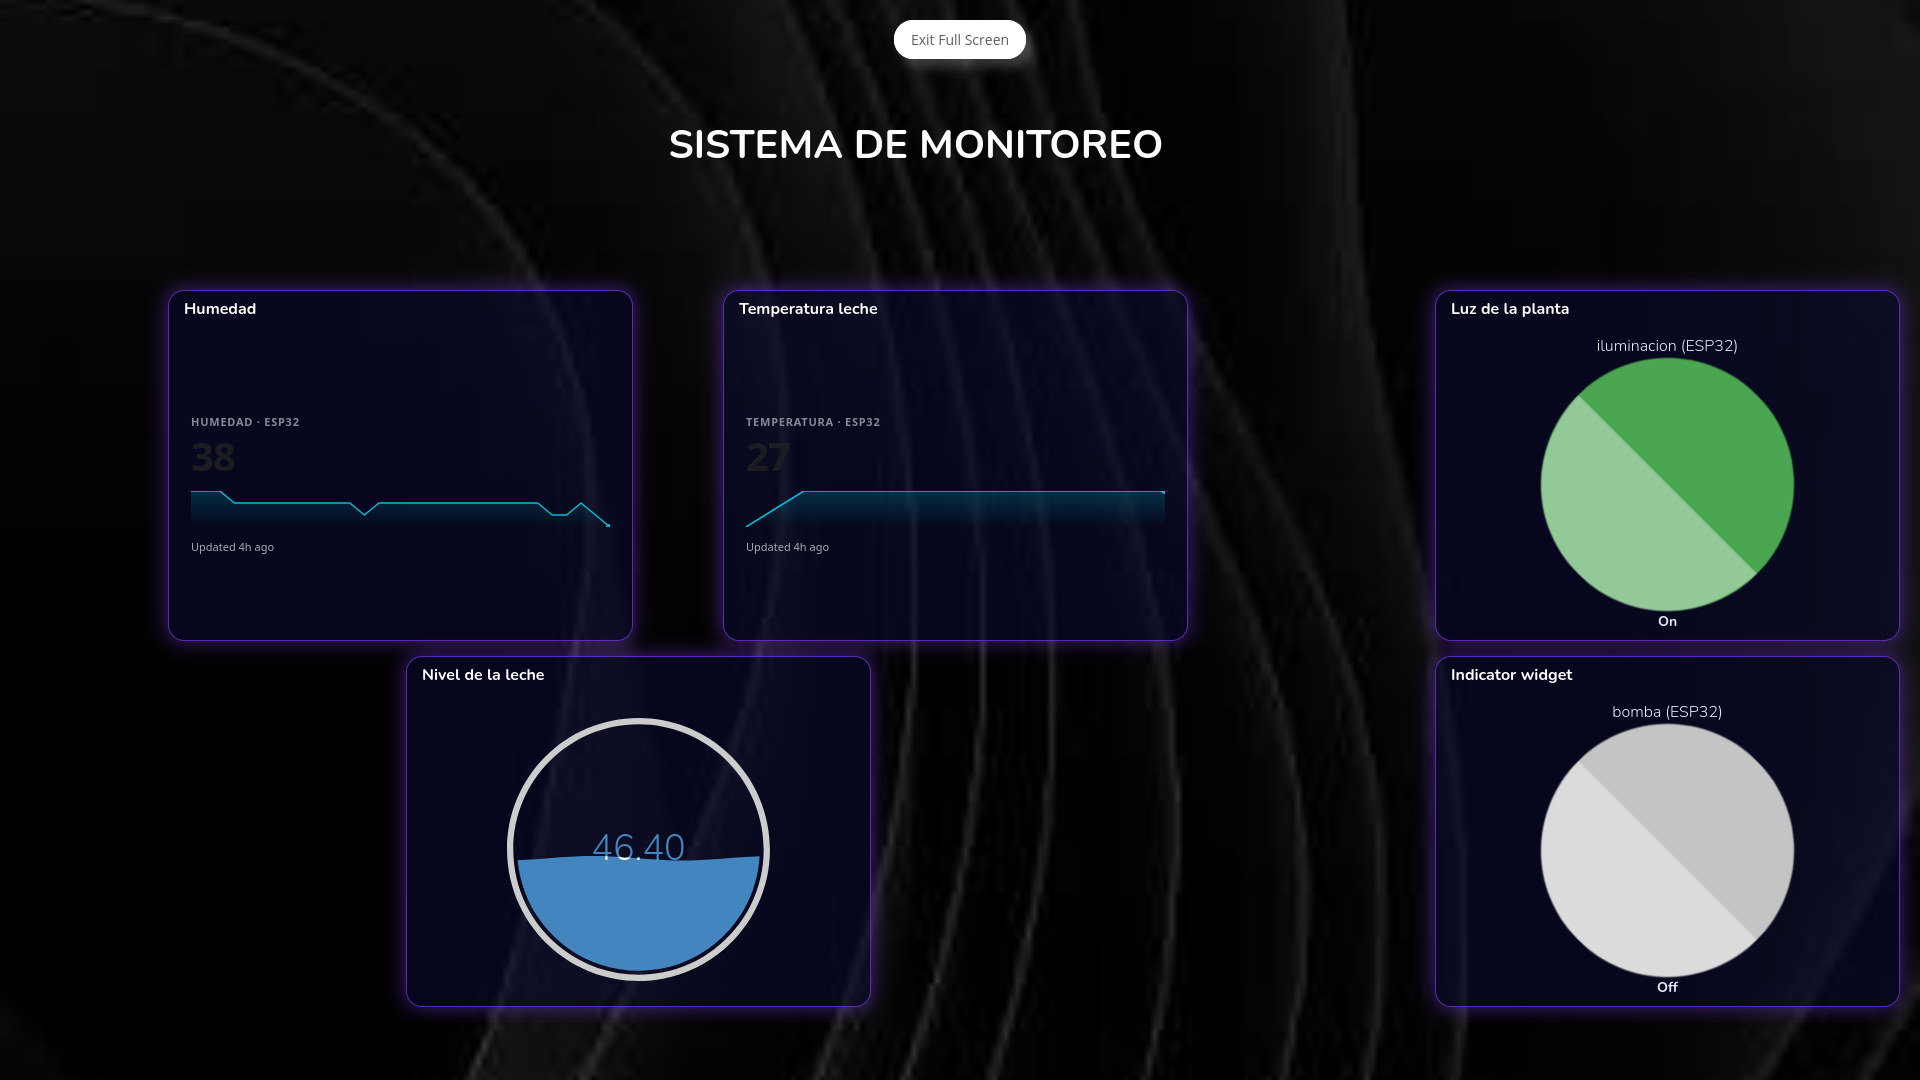 Exit Full Screen
SISTEMA DE MONITOREO
Humedad
HUMEDAD · ESP32
38
Updated 4h ago
Temperatura leche
TEMPERATURA · ESP32
27
Updated 4h ago
Luz de la planta
iluminacion (ESP32)
On
Nivel de la leche
46.40
Indicator widget
bomba (ESP32)
Off